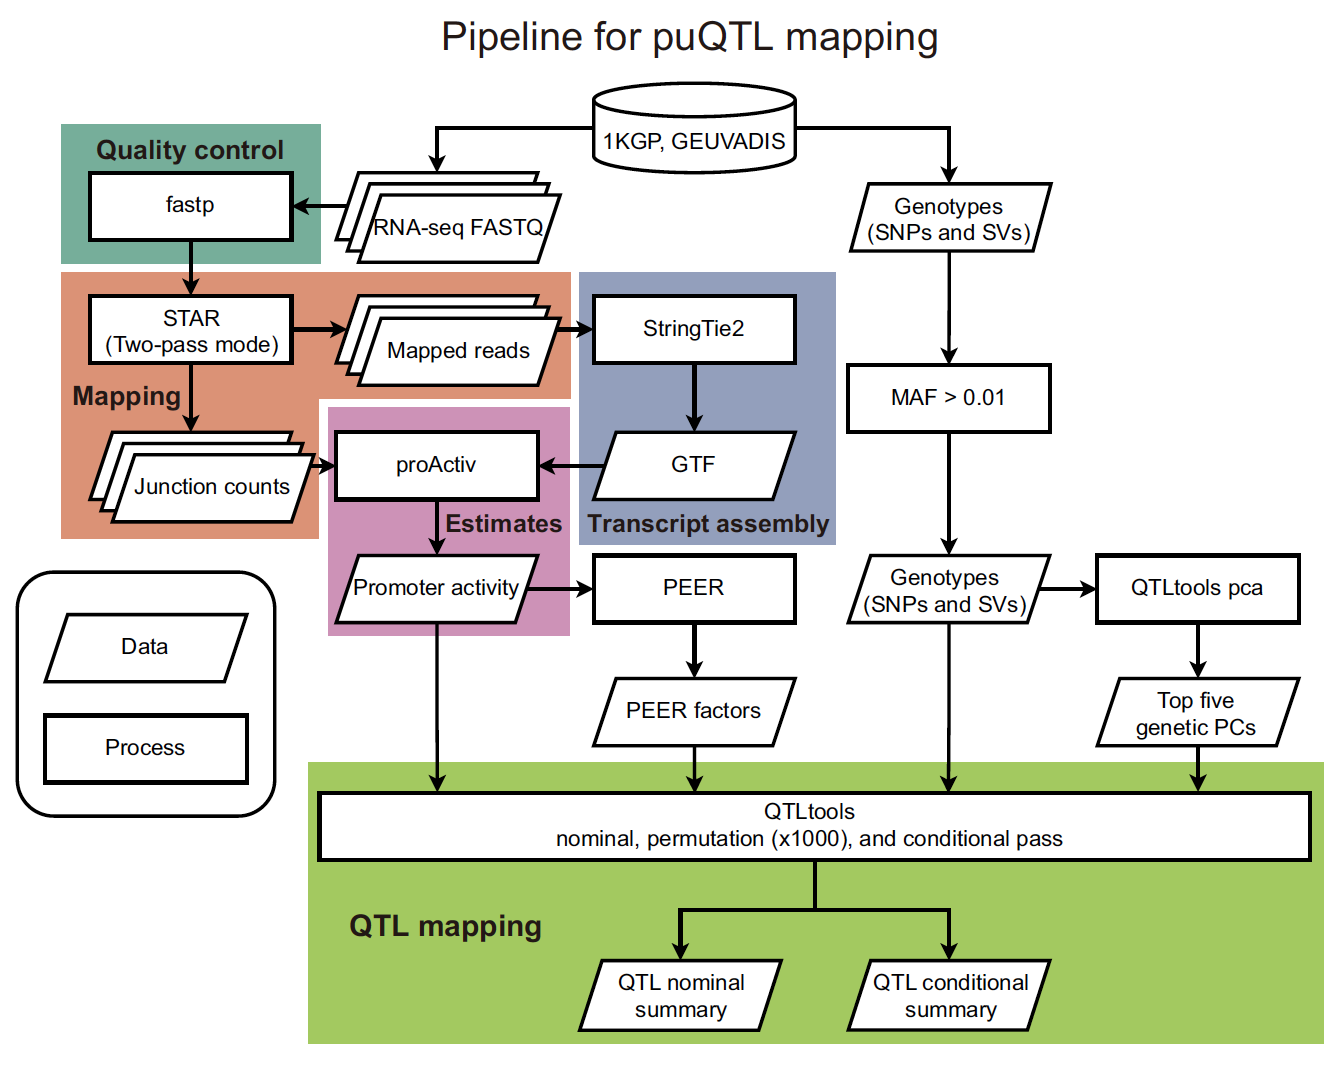 Pipeline for puQTL mapping
1KGP, GEUVADIS
Quality control
fastp
RNA-seq FASTQ
Genotypes
(SNPs and SVs)
STAR
(Two-pass mode)
Mapped reads
StringTie2
Mapping
MAF > 0.01
Junction counts
proActiv
GTF
Estimates
Transcript assembly
Promoter activity
PEER
Genotypes
(SNPs and SVs)
QTLtools pca
Data
Process
PEER factors
Top five
genetic PCs
QTLtools
nominal, permutation (x1000), and conditional pass
QTL mapping
QTL nominal
summary
QTL conditional
summary